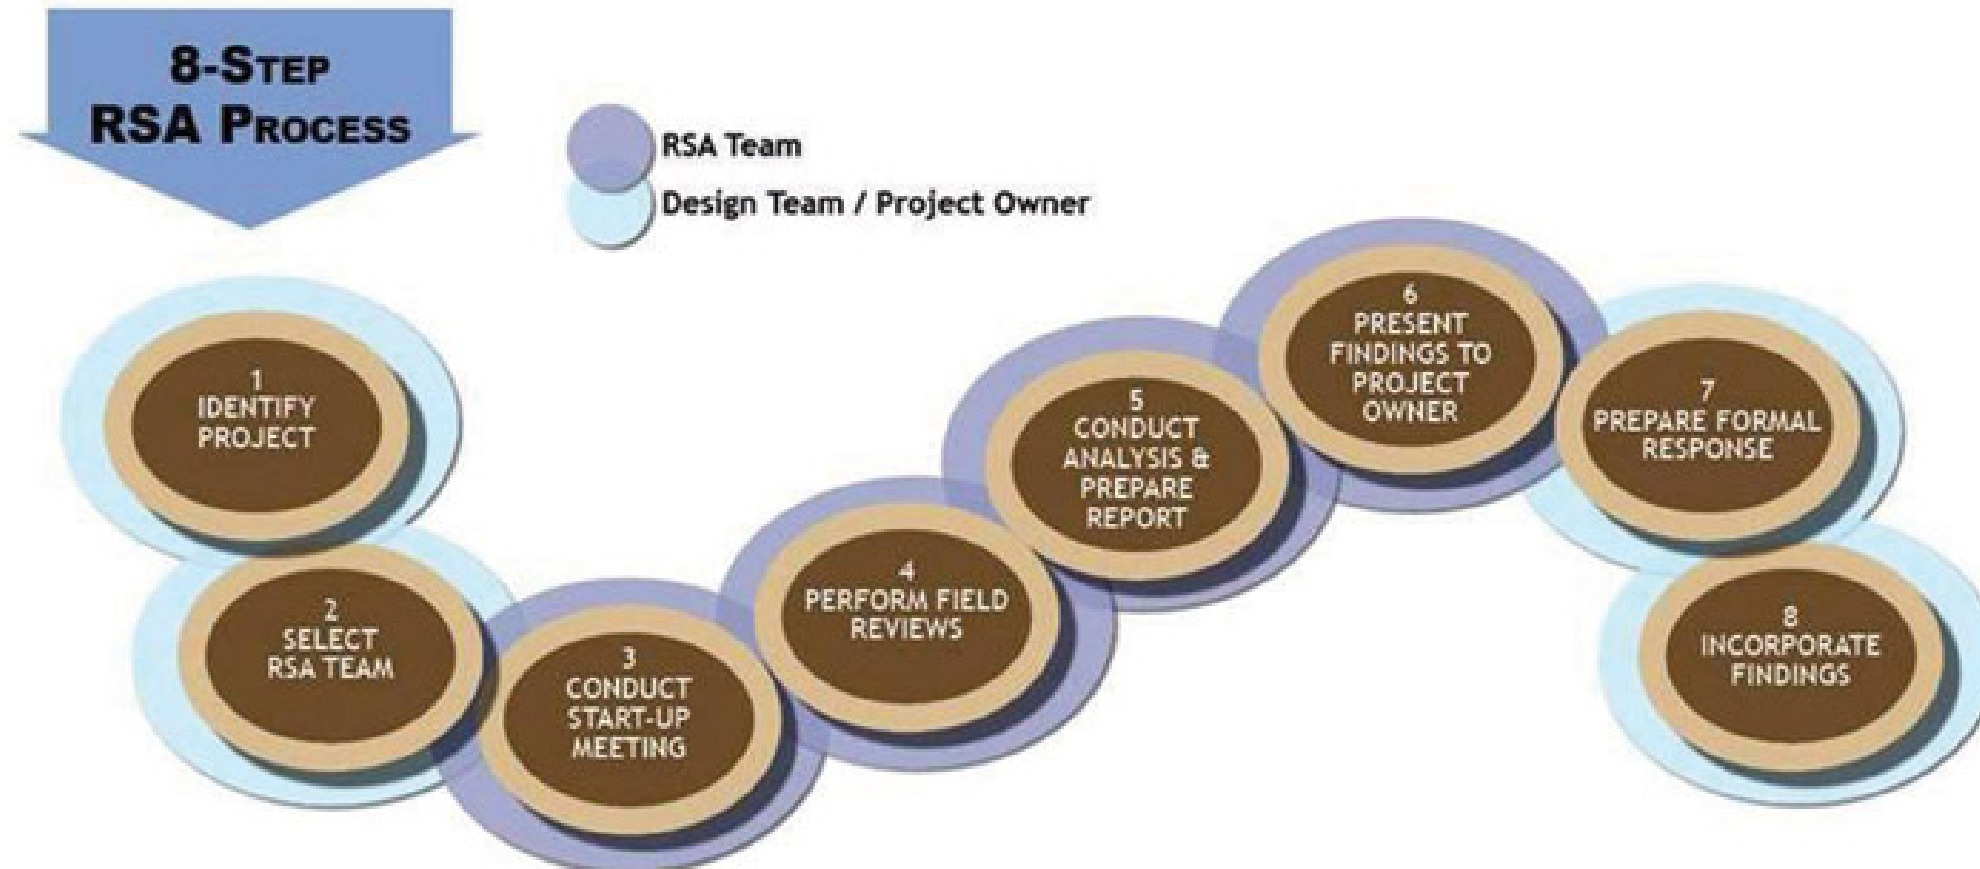 8-STEP
RSA PROCESS
RSA Team
Design Team / Project Owner
1
IDENTIFY
PROJECT
2
SELECT
RSA TEAM
3
CONDUCT
START-UP
MEETING
4
PERFORM FIELD
REVIEWS
5
CONDUCT
ANALYSIS &
PREPARE
REPORT
6
PRESENT
FINDINGS TO
PROJECT
OWNER
7
PREPARE FORMAL
RESPONSE
8
INCORPORATE
FINDINGS